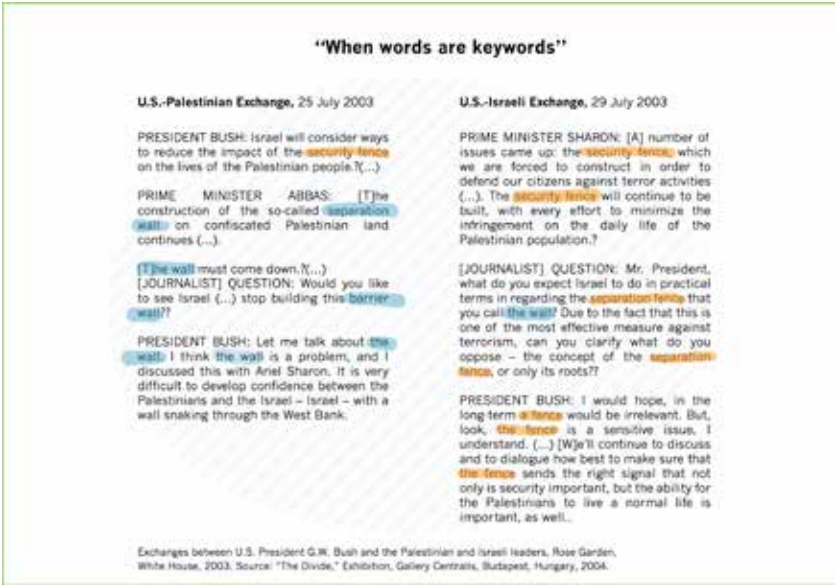 "When words are keywords"
U.S.-Palestinian Exchange, 25 July 2003
PRESIDENT BUSH: Israel will consider ways
to reduce the impact of the security fence
on the lives of the Palestinian people.?(...)
PRIME MINISTER ABBAS: [T]he
construction of the so-called separation
wall on confiscated Palestinian land
continues (...).
[T]he wall must come down.?(...)
[JOURNALIST] QUESTION: Would you like
to see Israel (...) stop building this barrier
wall??
PRESIDENT BUSH: Let me talk about the
wall. I think the wall is a problem, and I
discussed this with Ariel Sharon. It is very
difficult to develop confidence between the
Palestinians and the Israel – Israel – with a
wall snaking through the West Bank.
U.S.-Israeli Exchange, 29 July 2003
PRIME MINISTER SHARON: [A] number of
issues came up: the security fence, which
we are forced to construct in order to
defend our citizens against terror activities
(...). The security fence will continue to be
built, with every effort to minimize the
infringement on the daily life of the
Palestinian population.?
[JOURNALIST] QUESTION: Mr. President,
what do you expect Israel to do in practical
terms in regarding the separation fence that
you call the wall? Due to the fact that this is
one of the most effective measure against
terrorism, can you clarify what do you
oppose – the concept of the separation
fence, or only its roots??
PRESIDENT BUSH: I would hope, in the
long term a fence would be irrelevant. But,
look, the fence is a sensitive issue, I
understand. (...) [W]e'll continue to discuss
and to dialogue how best to make sure that
the fence sends the right signal that not
only is security important, but the ability for
the Palestinians to live a normal life is
important, as well..
Exchanges between U.S. President G.W. Bush and the Palestinian and Israeli leaders, Rose Garden,
White House, 2003. Source: "The Divide," Exhibition, Gallery Centralis, Budapest, Hungary, 2004.